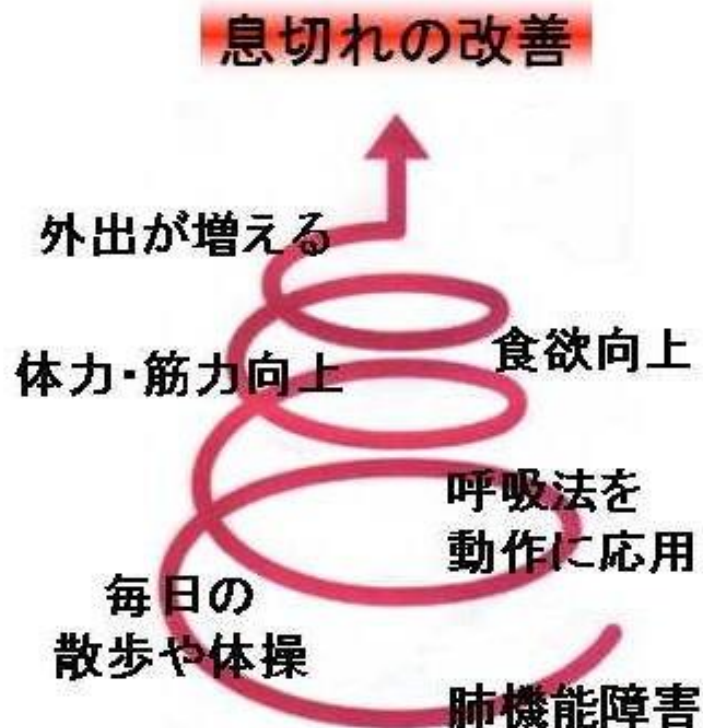 息切れの改善
外出が増える
食欲向上
体力・筋力向上
呼吸法を
動作に応用
毎日の
散歩や体操
肺機能障害